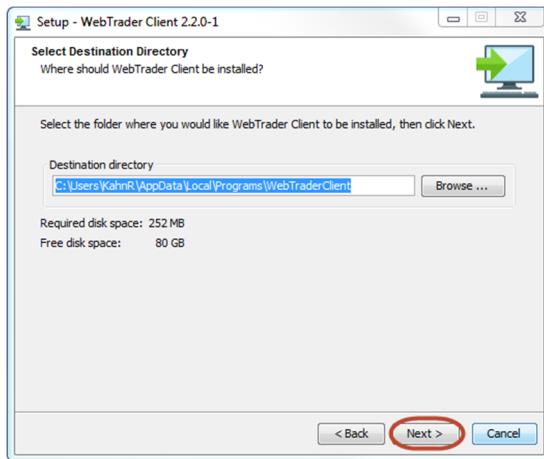 Setup - WebTrader Client 2.2.0-1
Select Destination Directory
Where should WebTrader Client be installed?
Select the folder where you would like WebTrader Client to be installed, then click Next.
Destination directory
C:\Users\KahnR\AppData\Local\Programs\WebTraderClient
Browse ...
Required disk space: 252 MB
Free disk space: 80 GB
< Back
Next >
Cancel